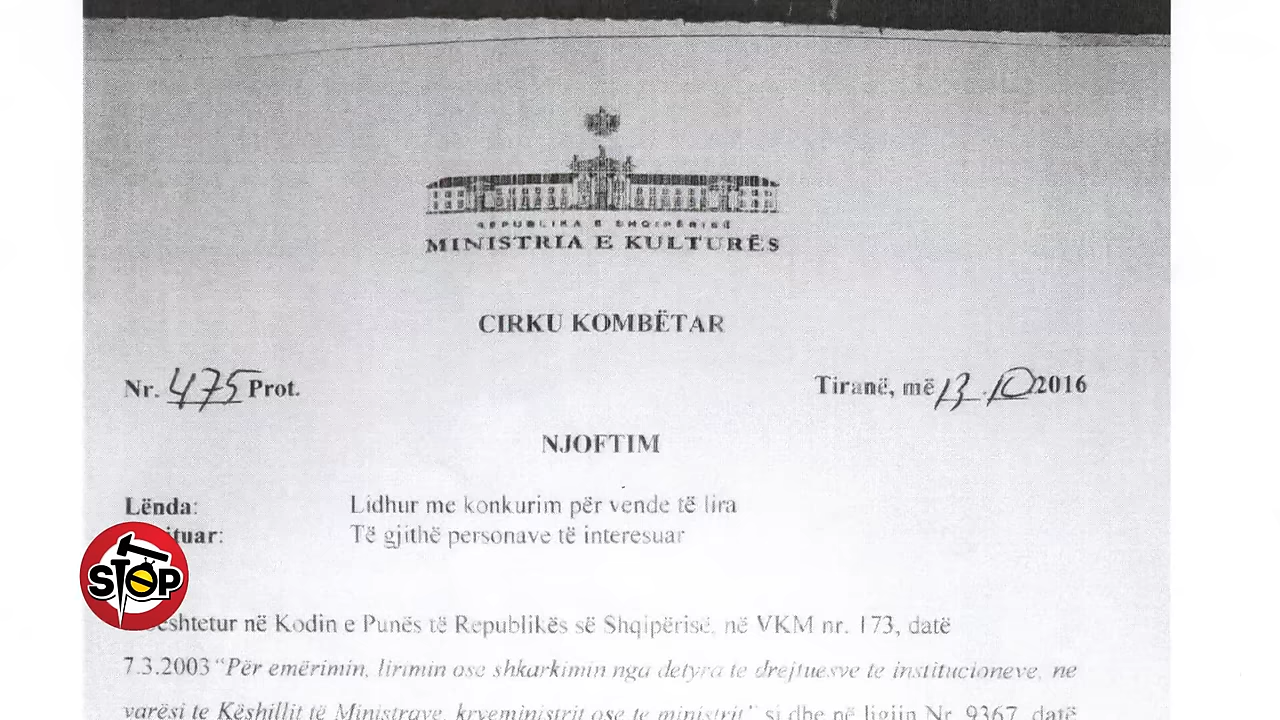 REPUBLIKA E SHQIPËRISË
MINISTRIA E KULTURËS
CIRKU KOMBËTAR
Nr. 475 Prot.
Tiranë, më 13.10 2016
NJOFTIM
Lënda: Lidhur me konkurim për vende të lira
tuar: Të gjithë personave të interesuar
STOP
ështetur në Kodin e Punës të Republikës së Shqipërisë, në VKM nr. 173, datë
7.3.2003 "Për emërimin, lirimin ose shkarkimin nga detyra te drejtuesve te institucioneve, ne
varësi te Këshillit të Ministrave, kryeministrit ose te ministrit" si dhe në ligjin Nr. 9367, datë